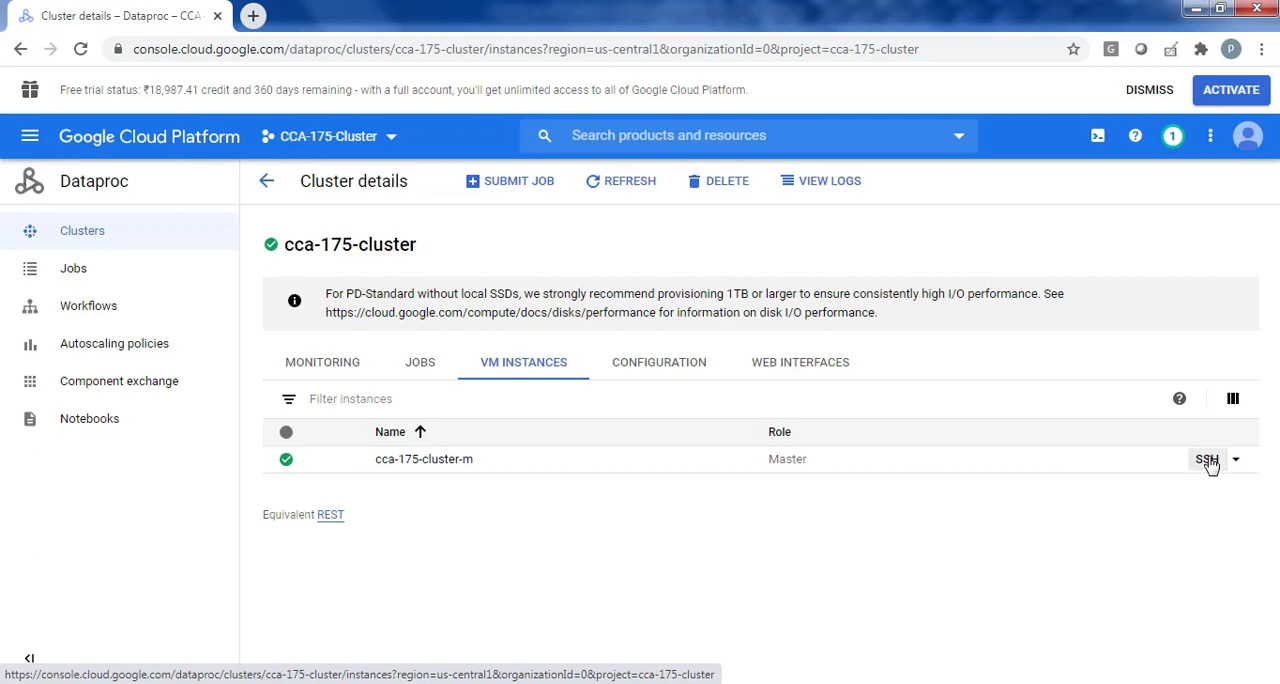 Cluster details – Dataproc – CCA
console.cloud.google.com/dataproc/clusters/cca-175-cluster/instances?region=us-central1&organizationId=0&project=cca-175-cluster
G
P
Free trial status: ₹18,987.41 credit and 360 days remaining - with a full account, you'll get unlimited access to all of Google Cloud Platform.
DISMISS
ACTIVATE
Google Cloud Platform
CCA-175-Cluster
Search products and resources
1
Dataproc
Cluster details
SUBMIT JOB
REFRESH
DELETE
VIEW LOGS
Clusters
Jobs
Workflows
Autoscaling policies
Component exchange
Notebooks
cca-175-cluster
For PD-Standard without local SSDs, we strongly recommend provisioning 1TB or larger to ensure consistently high I/O performance. See
https://cloud.google.com/compute/docs/disks/performance for information on disk I/O performance.
MONITORING
JOBS
VM INSTANCES
CONFIGURATION
WEB INTERFACES
Filter instances
Name
Role
cca-175-cluster-m
Master
SSH
Equivalent REST
https://console.cloud.google.com/dataproc/clusters/cca-175-cluster/instances?region=us-central1&organizationId=0&project=cca-175-cluster